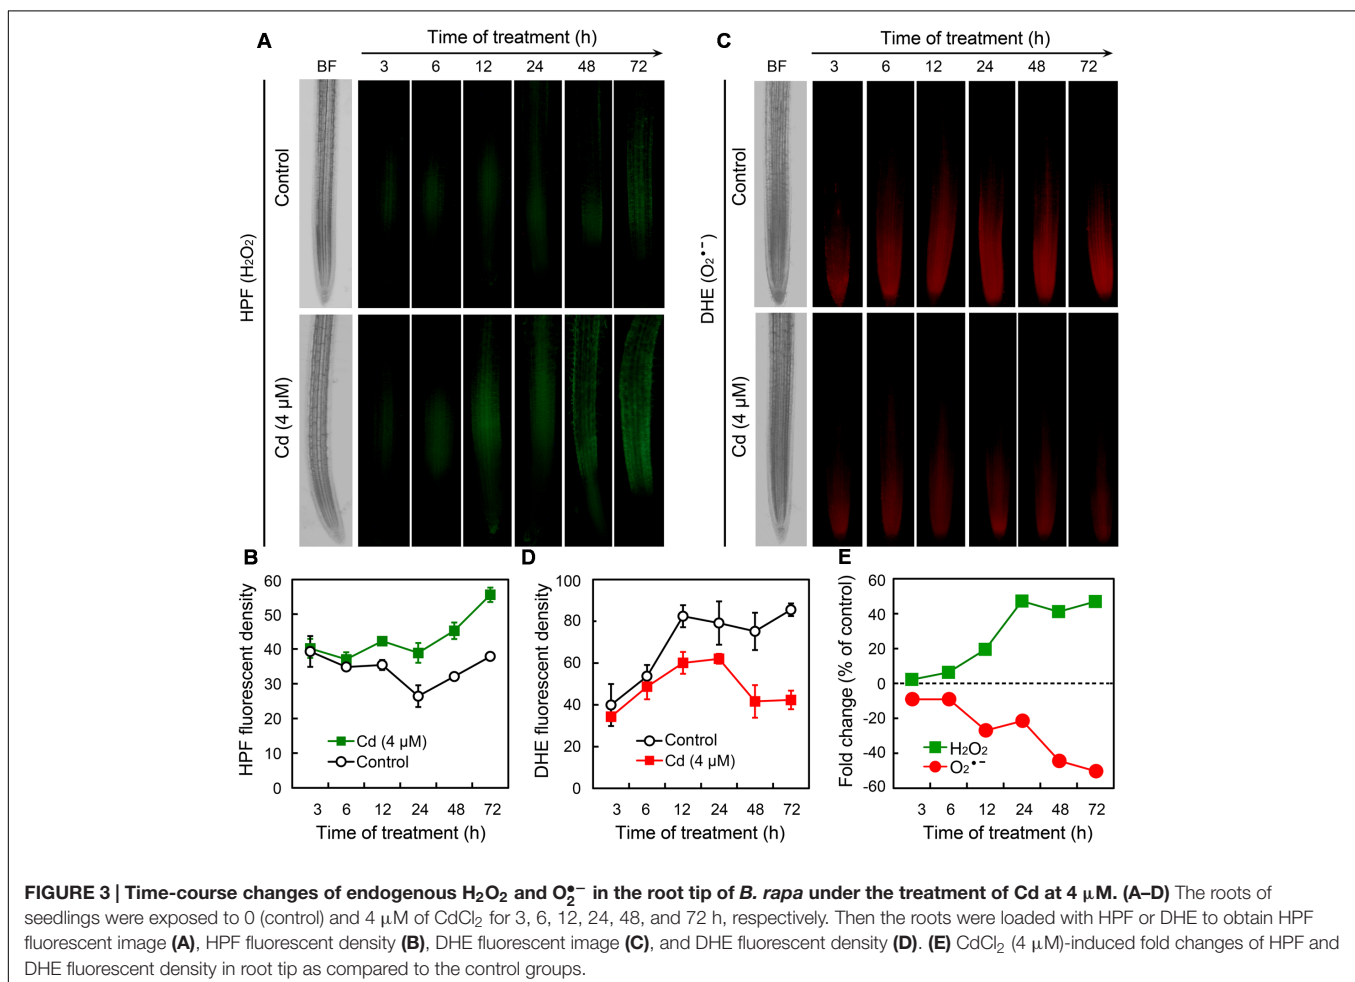 A
Time of treatment (h)
BF 3 6 12 24 48 72
HPF (H₂O₂)
Control
Cd (4 μM)
C
Time of treatment (h)
BF 3 6 12 24 48 72
DHE (O₂•−)
Control
Cd (4 μM)
B
HPF fluorescent density
60
50
40
30
20
10
0
Cd (4 μM)
Control
3 6 12 24 48 72
Time of treatment (h)
D
DHE fluorescent density
100
80
60
40
20
0
Control
Cd (4 μM)
3 6 12 24 48 72
Time of treatment (h)
E
Fold change (% of control)
60
40
20
0
-20
-40
-60
H₂O₂
O₂•−
3 6 12 24 48 72
Time of treatment (h)
FIGURE 3 | Time-course changes of endogenous H₂O₂ and O₂•− in the root tip of B. rapa under the treatment of Cd at 4 μM. (A–D) The roots of
seedlings were exposed to 0 (control) and 4 μM of CdCl₂ for 3, 6, 12, 24, 48, and 72 h, respectively. Then the roots were loaded with HPF or DHE to obtain HPF
fluorescent image (A), HPF fluorescent density (B), DHE fluorescent image (C), and DHE fluorescent density (D). (E) CdCl₂ (4 μM)-induced fold changes of HPF and
DHE fluorescent density in root tip as compared to the control groups.